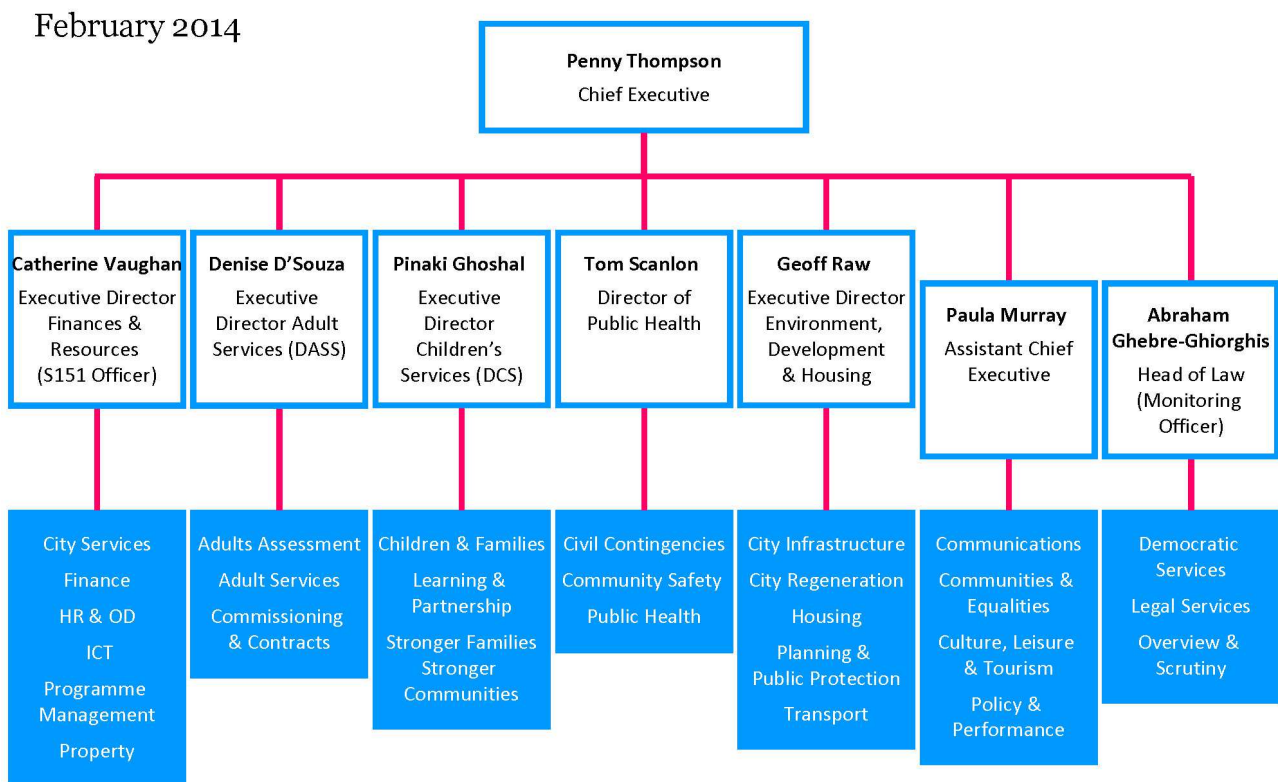 February 2014
Penny Thompson
Chief Executive
Catherine Vaughan
Executive Director
Finances &
Resources
(S151 Officer)
Denise D’Souza
Executive
Director Adult
Services (DASS)
Pinaki Ghoshal
Executive
Director
Children’s
Services (DCS)
Tom Scanlon
Director of
Public Health
Geoff Raw
Executive Director
Environment,
Development
& Housing
Paula Murray
Assistant Chief
Executive
Abraham
Ghebre-Ghiorghis
Head of Law
(Monitoring
Officer)
City Services
Finance
HR & OD
ICT
Programme
Management
Property
Adults Assessment
Adult Services
Commissioning
& Contracts
Children & Families
Learning &
Partnership
Stronger Families
Stronger
Communities
Civil Contingencies
Community Safety
Public Health
City Infrastructure
City Regeneration
Housing
Planning &
Public Protection
Transport
Communications
Communities &
Equalities
Culture, Leisure
& Tourism
Policy &
Performance
Democratic
Services
Legal Services
Overview &
Scrutiny